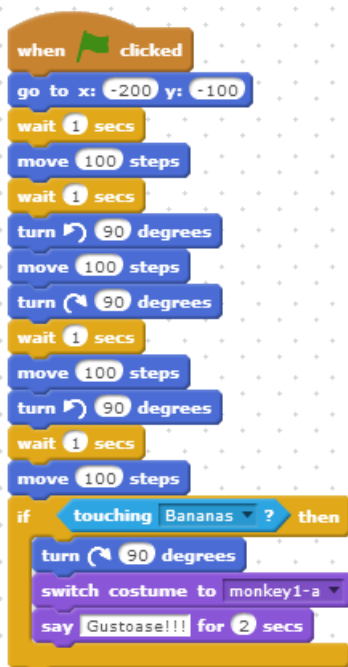 when clicked
go to x: -200 y: -100
wait 1 secs
move 100 steps
wait 1 secs
turn 90 degrees
move 100 steps
turn 90 degrees
wait 1 secs
move 100 steps
turn 90 degrees
wait 1 secs
move 100 steps
if touching Bananas ? then
turn 90 degrees
switch costume to monkey1-a
say Gustoase!!! for 2 secs